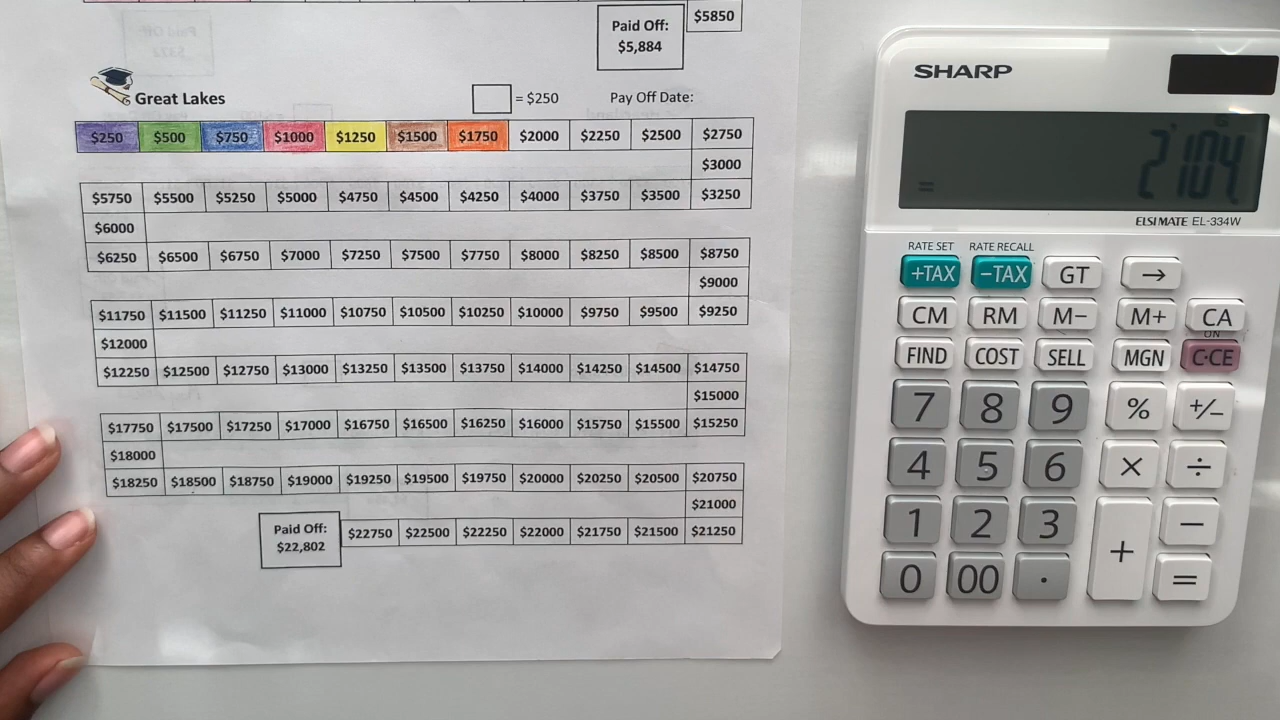 $5850
Paid Off:
$5,884
Great Lakes
= $250
Pay Off Date:
$250 $500 $750 $1000 $1250 $1500 $1750 $2000 $2250 $2500 $2750
$3000
$5750 $5500 $5250 $5000 $4750 $4500 $4250 $4000 $3750 $3500 $3250
$6000
$6250 $6500 $6750 $7000 $7250 $7500 $7750 $8000 $8250 $8500 $8750
$9000
$11750 $11500 $11250 $11000 $10750 $10500 $10250 $10000 $9750 $9500 $9250
$12000
$12250 $12500 $12750 $13000 $13250 $13500 $13750 $14000 $14250 $14500 $14750
$15000
$17750 $17500 $17250 $17000 $16750 $16500 $16250 $16000 $15750 $15500 $15250
$18000
$18250 $18500 $18750 $19000 $19250 $19500 $19750 $20000 $20250 $20500 $20750
$21000
Paid Off:
$22,802
$22750 $22500 $22250 $22000 $21750 $21500 $21250
SHARP
G
2'104.
=
ELSI MATE EL-334W
RATE SET RATE RECALL
+TAX -TAX GT →
CM RM M- M+ CA
ON
FIND COST SELL MGN C·CE
7 8 9 % +/-
4 5 6 × ÷
1 2 3 + −
0 00 · =